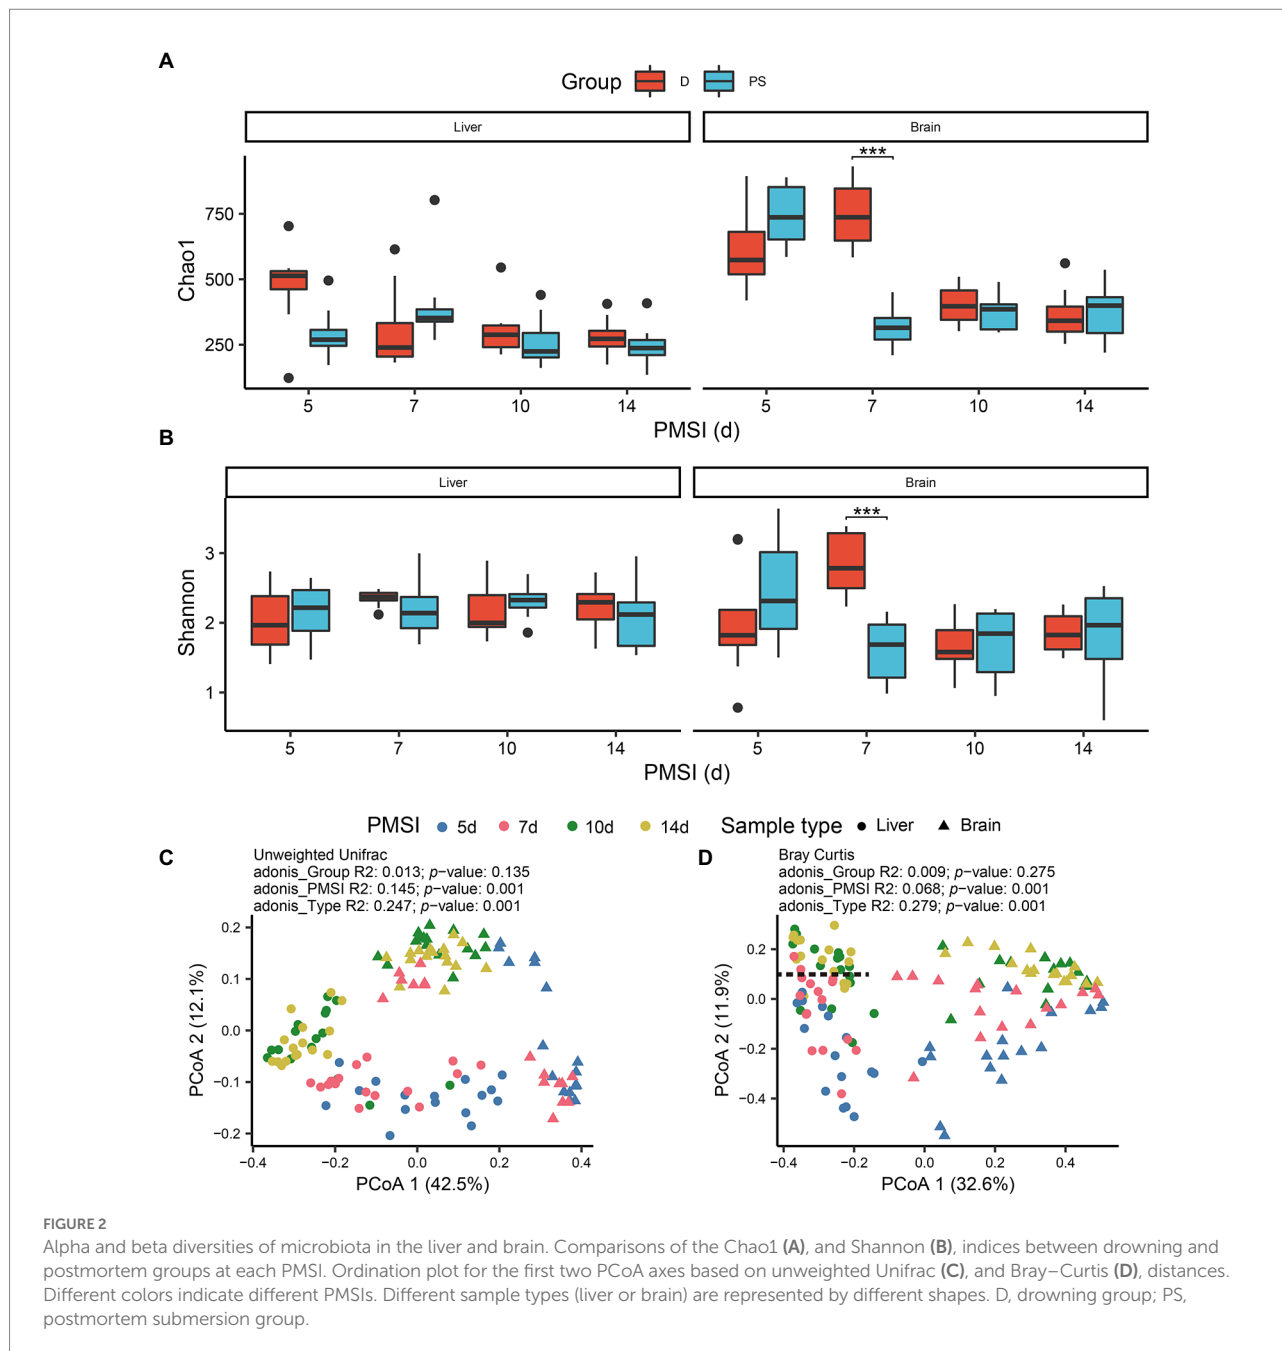 A
Group D PS
Liver Brain
***
Chao1
750
500
250
5 7 10 14 5 7 10 14
PMSI (d)
B
Liver Brain
***
Shannon
3
2
1
5 7 10 14 5 7 10 14
PMSI (d)
PMSI 5d 7d 10d 14d Sample type Liver Brain
C
Unweighted Unifrac
adonis_Group R2: 0.013; p−value: 0.135
adonis_PMSI R2: 0.145; p−value: 0.001
adonis_Type R2: 0.247; p−value: 0.001
PCoA 2 (12.1%)
0.2
0.1
0.0
−0.1
−0.2
−0.4 −0.2 0.0 0.2 0.4
PCoA 1 (42.5%)
D
Bray Curtis
adonis_Group R2: 0.009; p−value: 0.275
adonis_PMSI R2: 0.068; p−value: 0.001
adonis_Type R2: 0.279; p−value: 0.001
PCoA 2 (11.9%)
0.2
0.0
−0.2
−0.4
−0.4 −0.2 0.0 0.2 0.4
PCoA 1 (32.6%)
FIGURE 2
Alpha and beta diversities of microbiota in the liver and brain. Comparisons of the Chao1 (A), and Shannon (B), indices between drowning and
postmortem groups at each PMSI. Ordination plot for the first two PCoA axes based on unweighted Unifrac (C), and Bray–Curtis (D), distances.
Different colors indicate different PMSIs. Different sample types (liver or brain) are represented by different shapes. D, drowning group; PS,
postmortem submersion group.